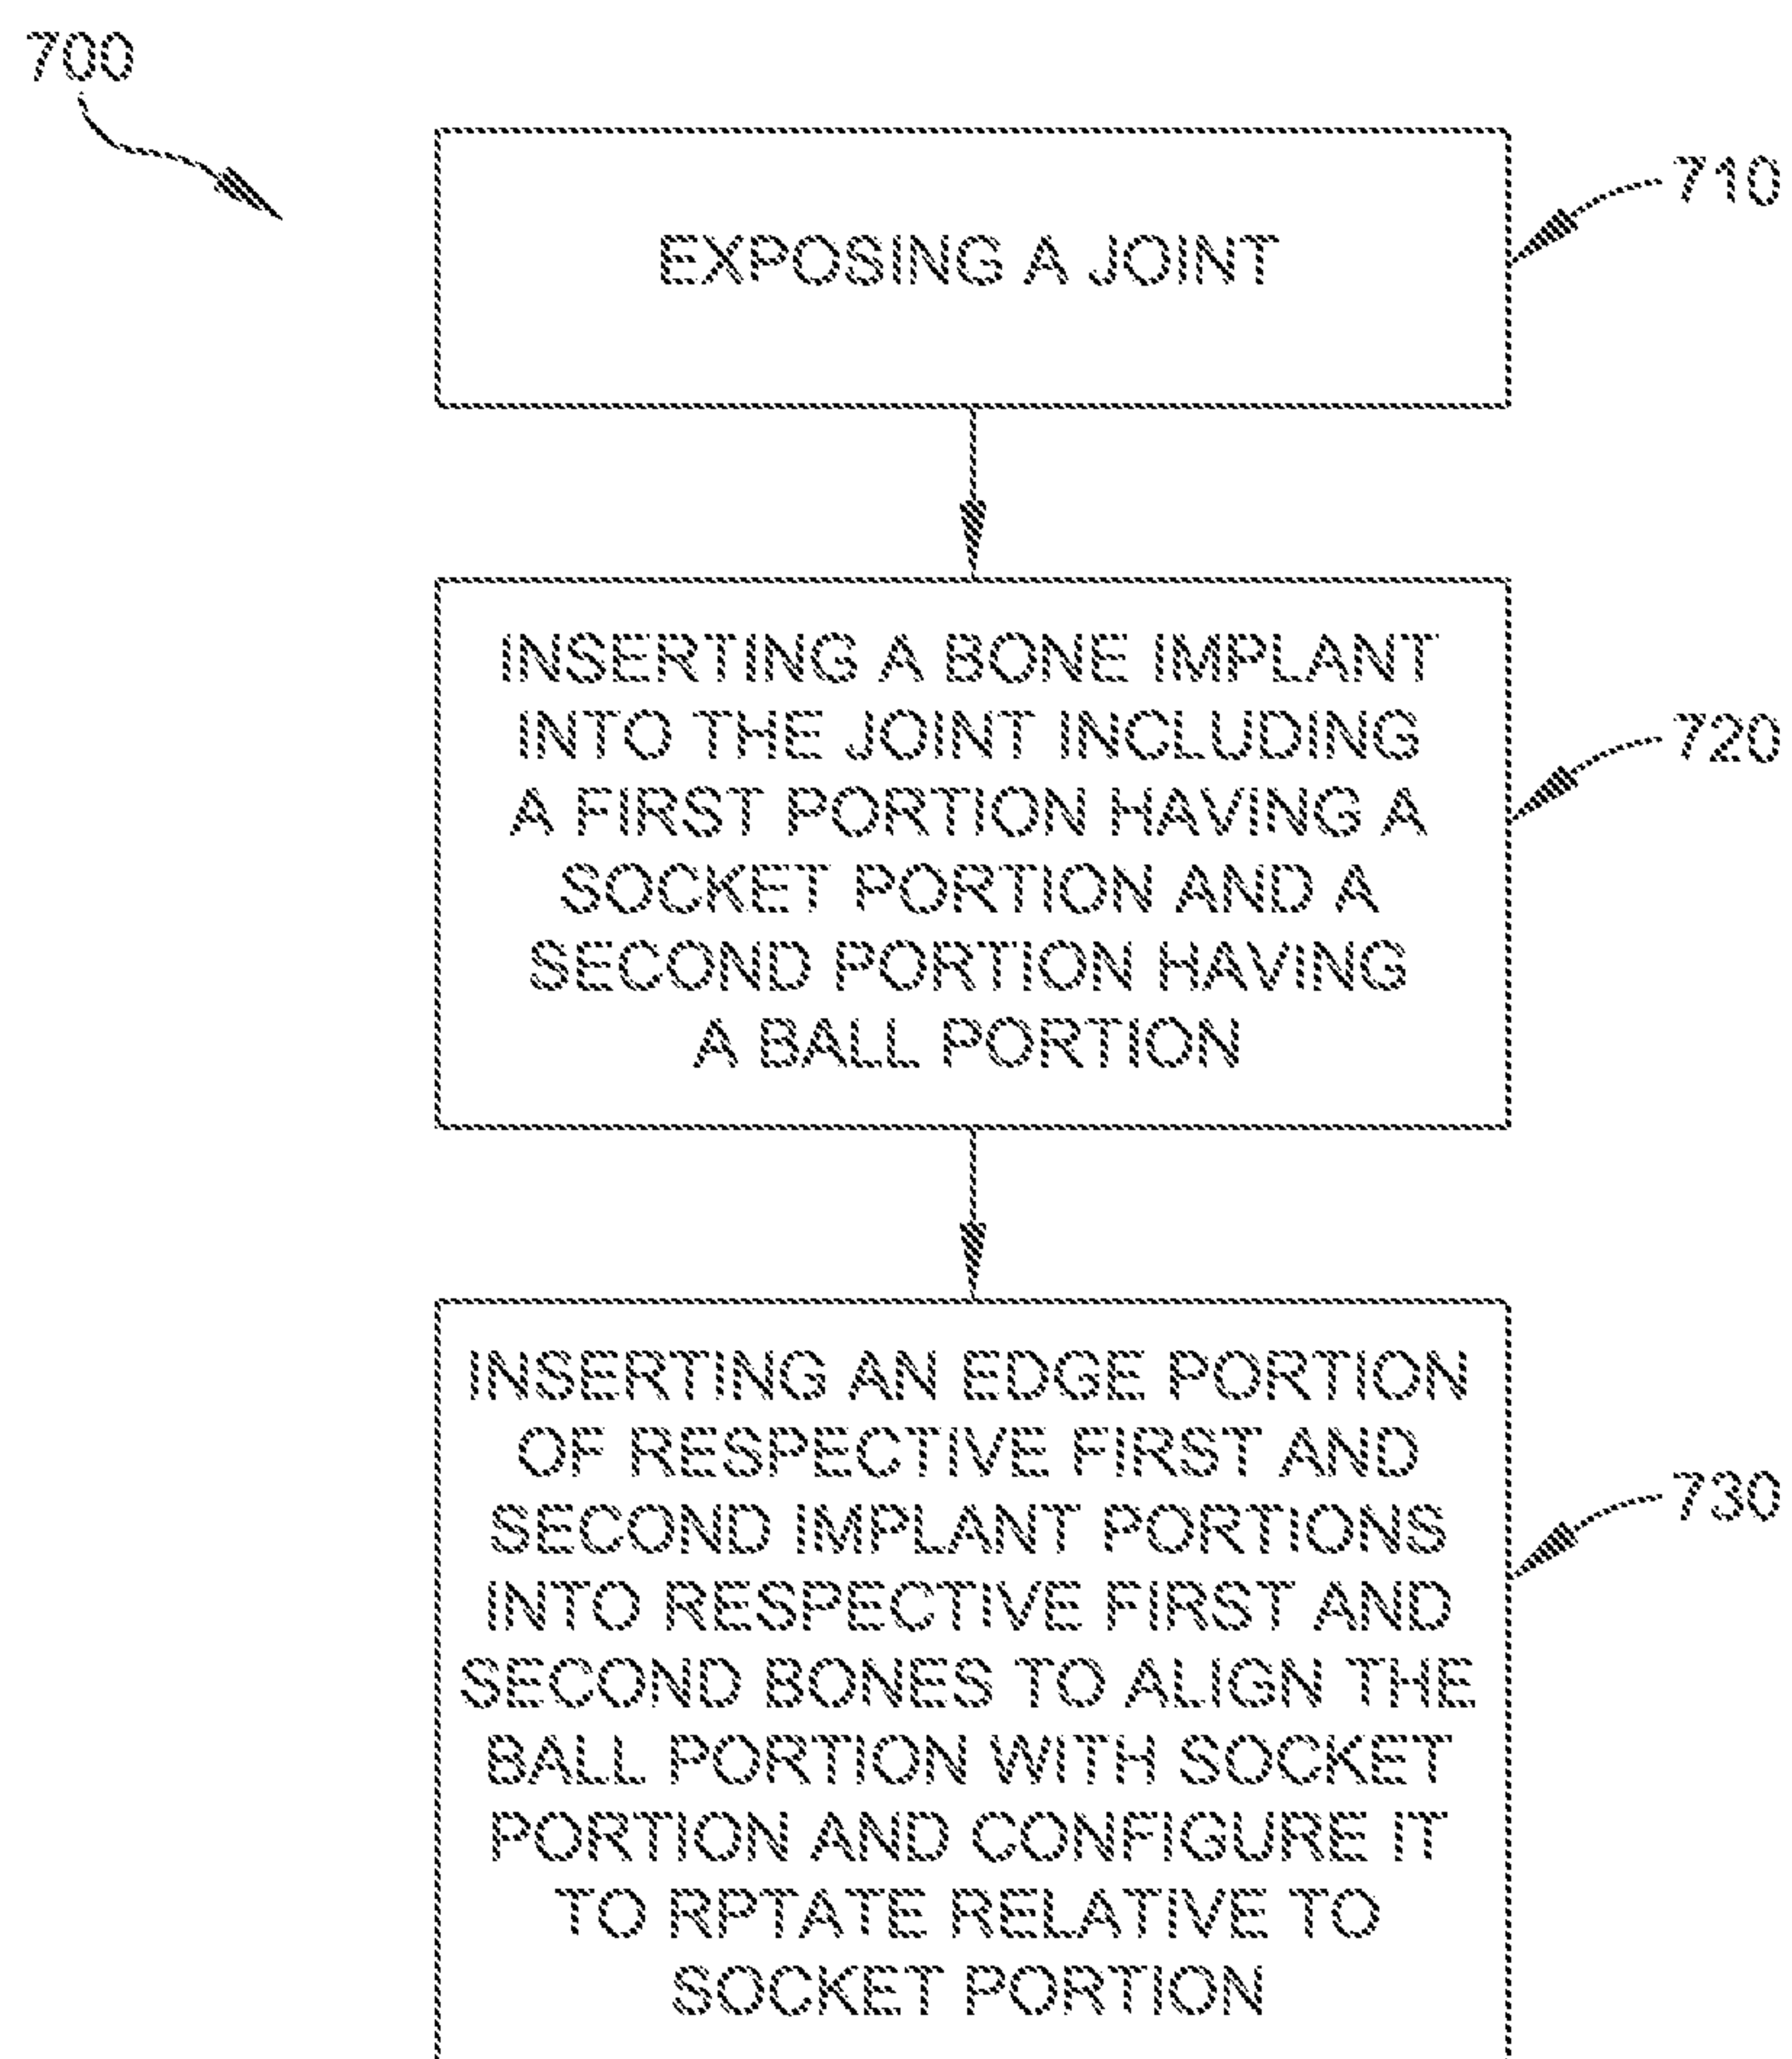 700
EXPOSING A JOINT
710
INSERTING A BONE IMPLANT
INTO THE JOINT INCLUDING
A FIRST PORTION HAVING A
SOCKET PORTION AND A
SECOND PORTION HAVING
A BALL PORTION
720
INSERTING AN EDGE PORTION
OF RESPECTIVE FIRST AND
SECOND IMPLANT PORTIONS
INTO RESPECTIVE FIRST AND
SECOND BONES TO ALIGN THE
BALL PORTION WITH SOCKET
PORTION AND CONFIGURE IT
TO RPTATE RELATIVE TO
SOCKET PORTION
730